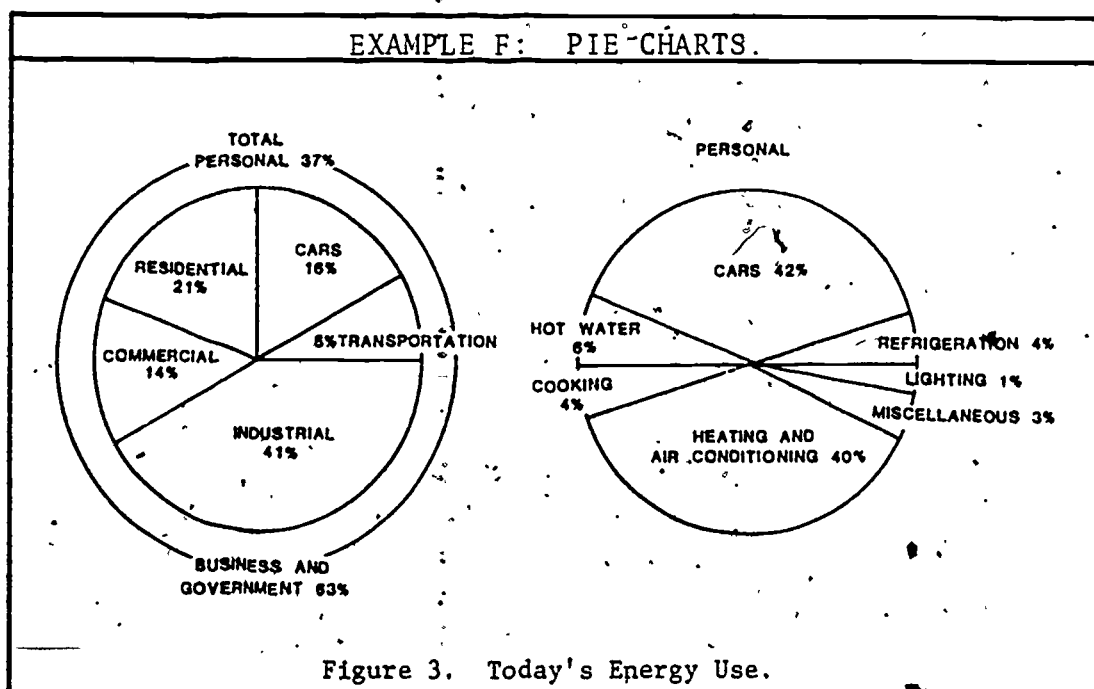 EXAMPLE F: PIE-CHARTS.
TOTAL
PERSONAL 37%
CARS
16%
RESIDENTIAL
21%
8% TRANSPORTATION
COMMERCIAL
14%
INDUSTRIAL
41%
BUSINESS AND
GOVERNMENT 63%
PERSONAL
CARS 42%
HOT WATER
6%
REFRIGERATION 4%
COOKING
4%
LIGHTING 1%
MISCELLANEOUS 3%
HEATING AND
AIR CONDITIONING 40%
Figure 3. Today's Energy Use.